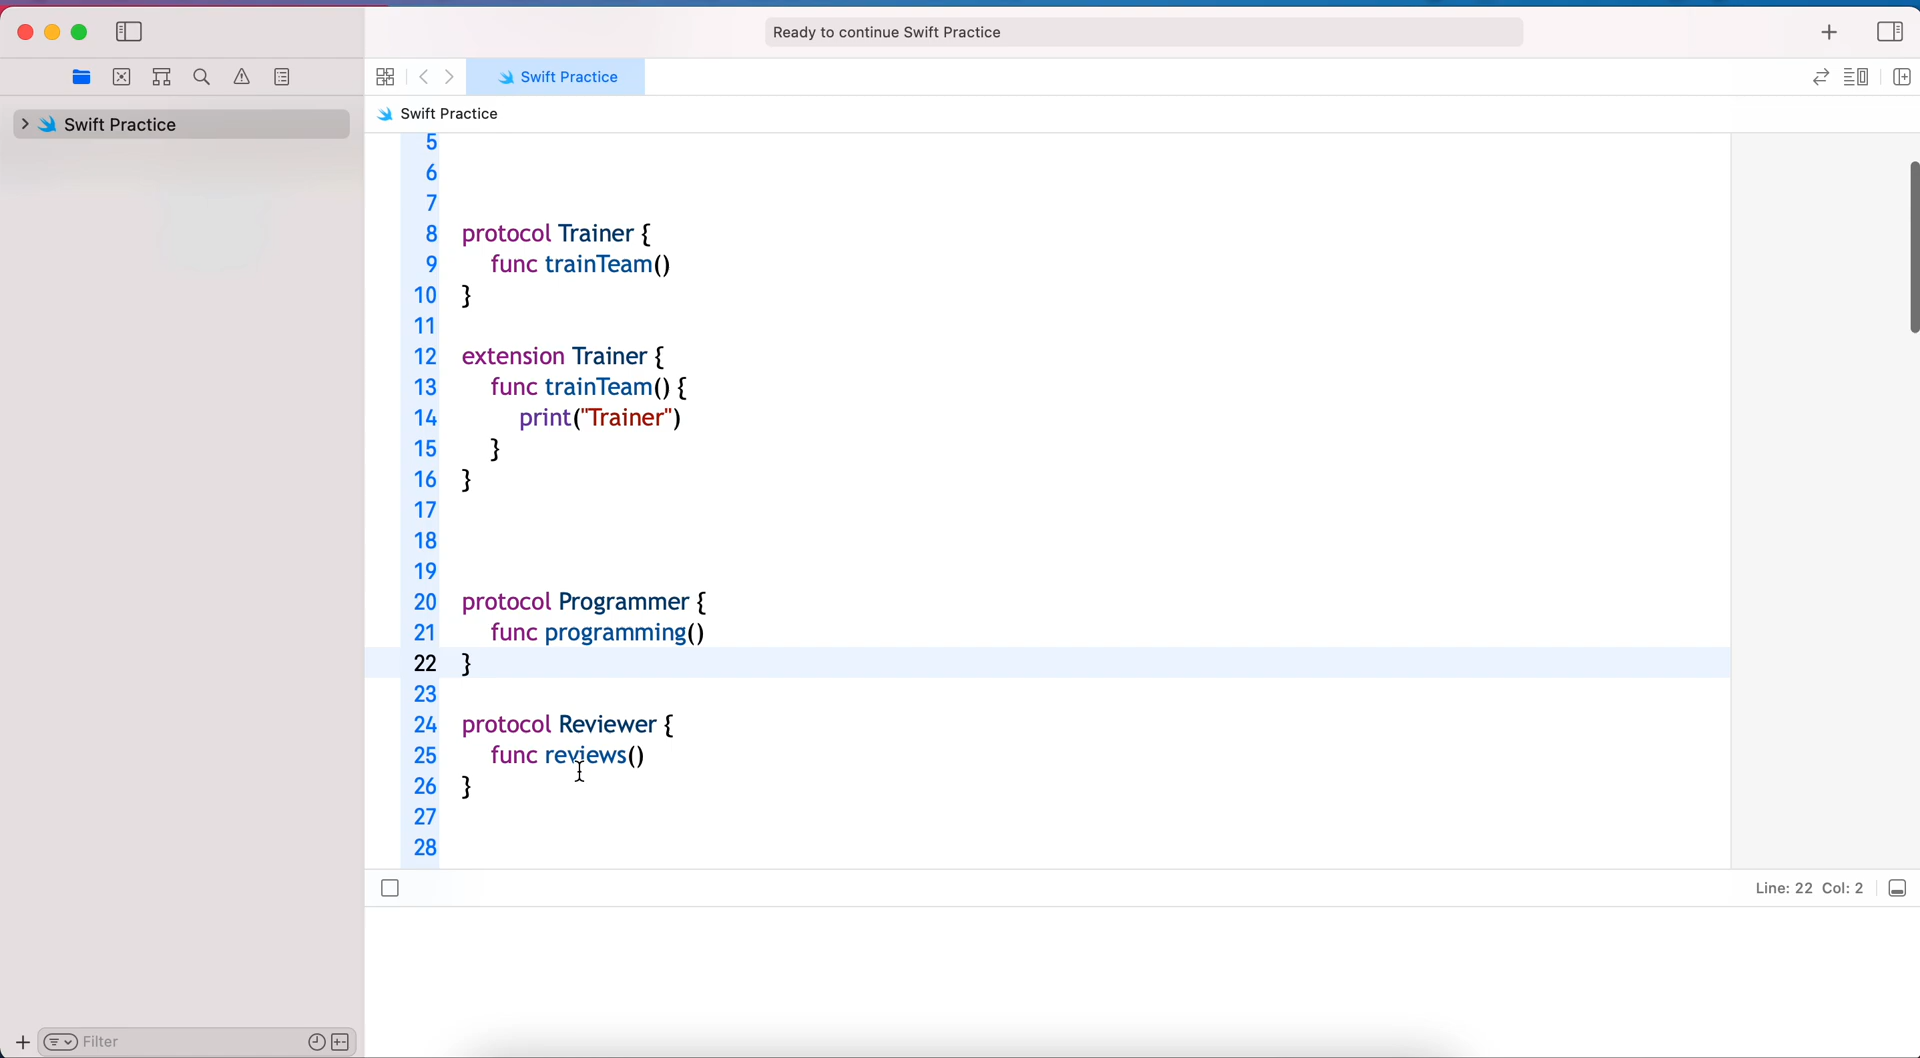 Ready to continue Swift Practice
Swift Practice
Swift Practice
Swift Practice
5
6
7
8 protocol Trainer {
9 func trainTeam()
10 }
11
12 extension Trainer {
13 func trainTeam() {
14 print("Trainer")
15 }
16 }
17
18
19
20 protocol Programmer {
21 func programming()
22 }
23
24 protocol Reviewer {
25 func reviews()
26 }
27
28
Line: 22 Col: 2
Filter